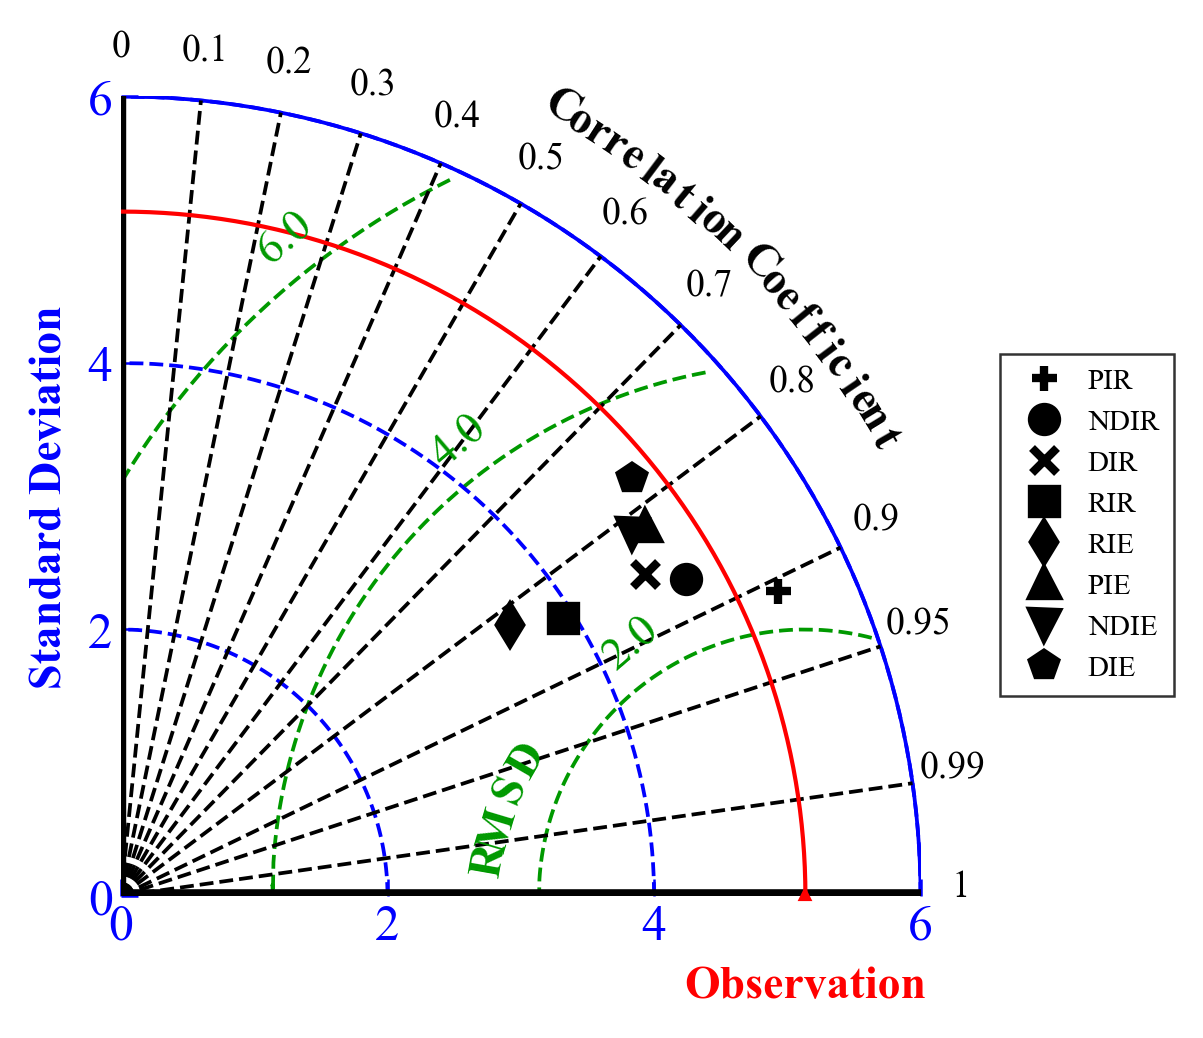 0
0.1
0.2
0.3
0.4
0.5
0.6
0.7
0.8
0.9
0.95
0.99
1
Correlation Coefficient
6
4
2
0
Standard Deviation
6.0
4.0
2.0
RMSD
0
2
4
6
Observation
PIR
NDIR
DIR
RIR
RIE
PIE
NDIE
DIE